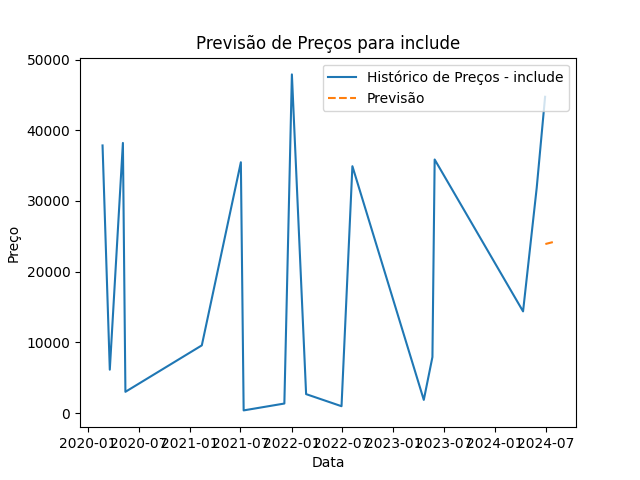 Previsão de Preços para include
Histórico de Preços - include
Previsão
Preço
50000
40000
30000
20000
10000
0
2020-01 2020-07 2021-01 2021-07 2022-01 2022-07 2023-01 2023-07 2024-01 2024-07
Data